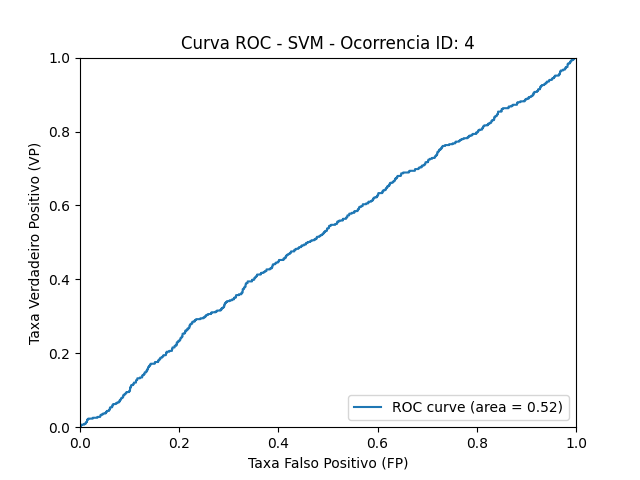 Curva ROC - SVM - Ocorrencia ID: 4
Taxa Verdadeiro Positivo (VP)
1.0
0.8
0.6
0.4
0.2
0.0
ROC curve (area = 0.52)
0.0 0.2 0.4 0.6 0.8 1.0
Taxa Falso Positivo (FP)